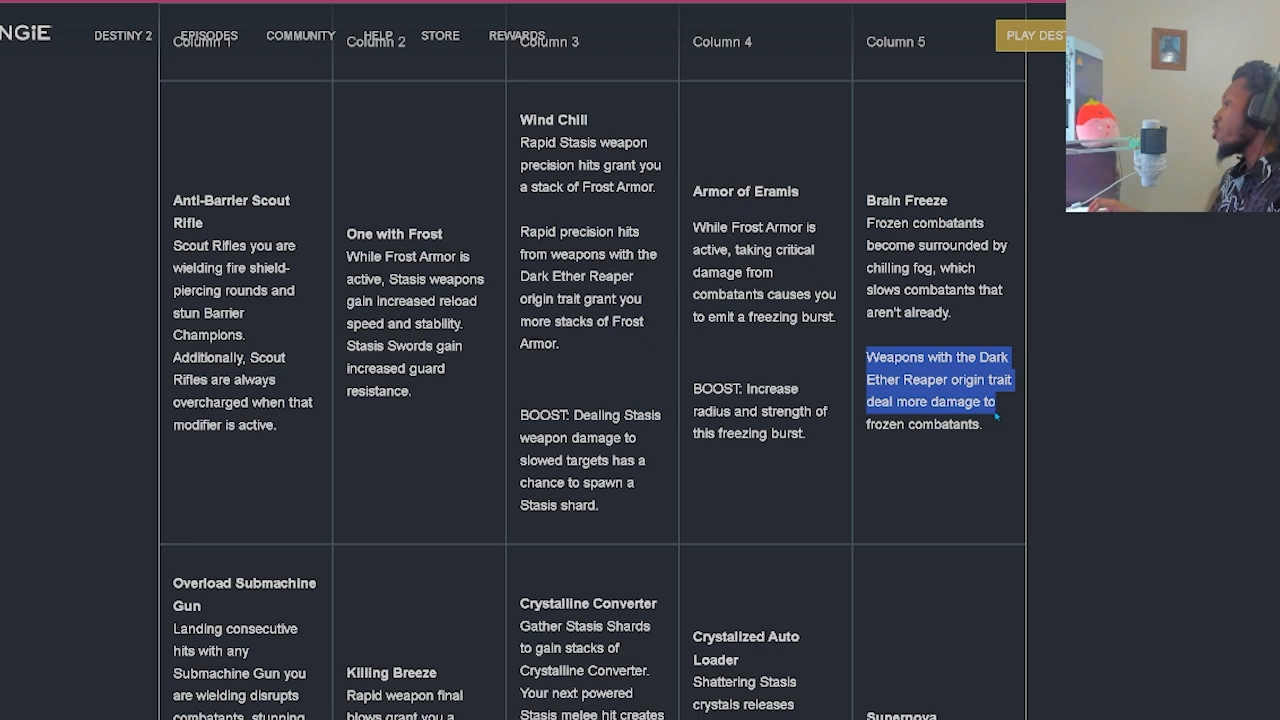 NGiE
DESTINY 2
EPISODES
COMMUNITY
HELP
STORE
REWARDS
PLAY DEST
Column 1
Column 2
Column 3
Column 4
Column 5
Anti-Barrier Scout
Rifle
Scout Rifles you are
wielding fire shield-
piercing rounds and
stun Barrier
Champions.
Additionally, Scout
Rifles are always
overcharged when that
modifier is active.
One with Frost
While Frost Armor is
active, Stasis weapons
gain increased reload
speed and stability.
Stasis Swords gain
increased guard
resistance.
Wind Chill
Rapid Stasis weapon
precision hits grant you
a stack of Frost Armor.
Rapid precision hits
from weapons with the
Dark Ether Reaper
origin trait grant you
more stacks of Frost
Armor.
BOOST: Dealing Stasis
weapon damage to
slowed targets has a
chance to spawn a
Stasis shard.
Armor of Eramis
While Frost Armor is
active, taking critical
damage from
combatants causes you
to emit a freezing burst.
BOOST: Increase
radius and strength of
this freezing burst.
Brain Freeze
Frozen combatants
become surrounded by
chilling fog, which
slows combatants that
aren't already.
Weapons with the Dark
Ether Reaper origin trait
deal more damage to
frozen combatants.
Overload Submachine
Gun
Landing consecutive
hits with any
Submachine Gun you
are wielding disrupts
combatants, stunning
Killing Breeze
Rapid weapon final
blows grant you a
Crystalline Converter
Gather Stasis Shards
to gain stacks of
Crystalline Converter.
Your next powered
Stasis melee hit creates
Crystalized Auto
Loader
Shattering Stasis
crystals releases
Supernova